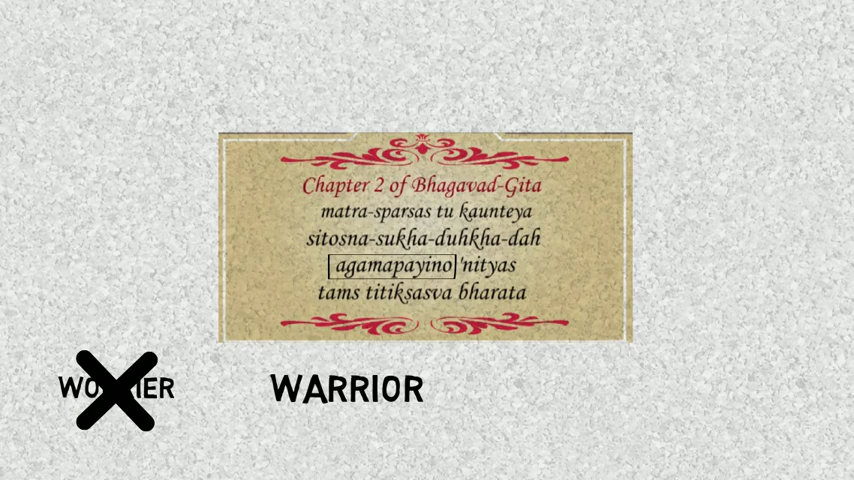 Chapter 2 of Bhagavad-Gita
matra-sparsas tu kaunteya
sitosna-sukha-duhkha-dah
agamapayino 'nityas
tams titiksasva bharata
WARRIOR